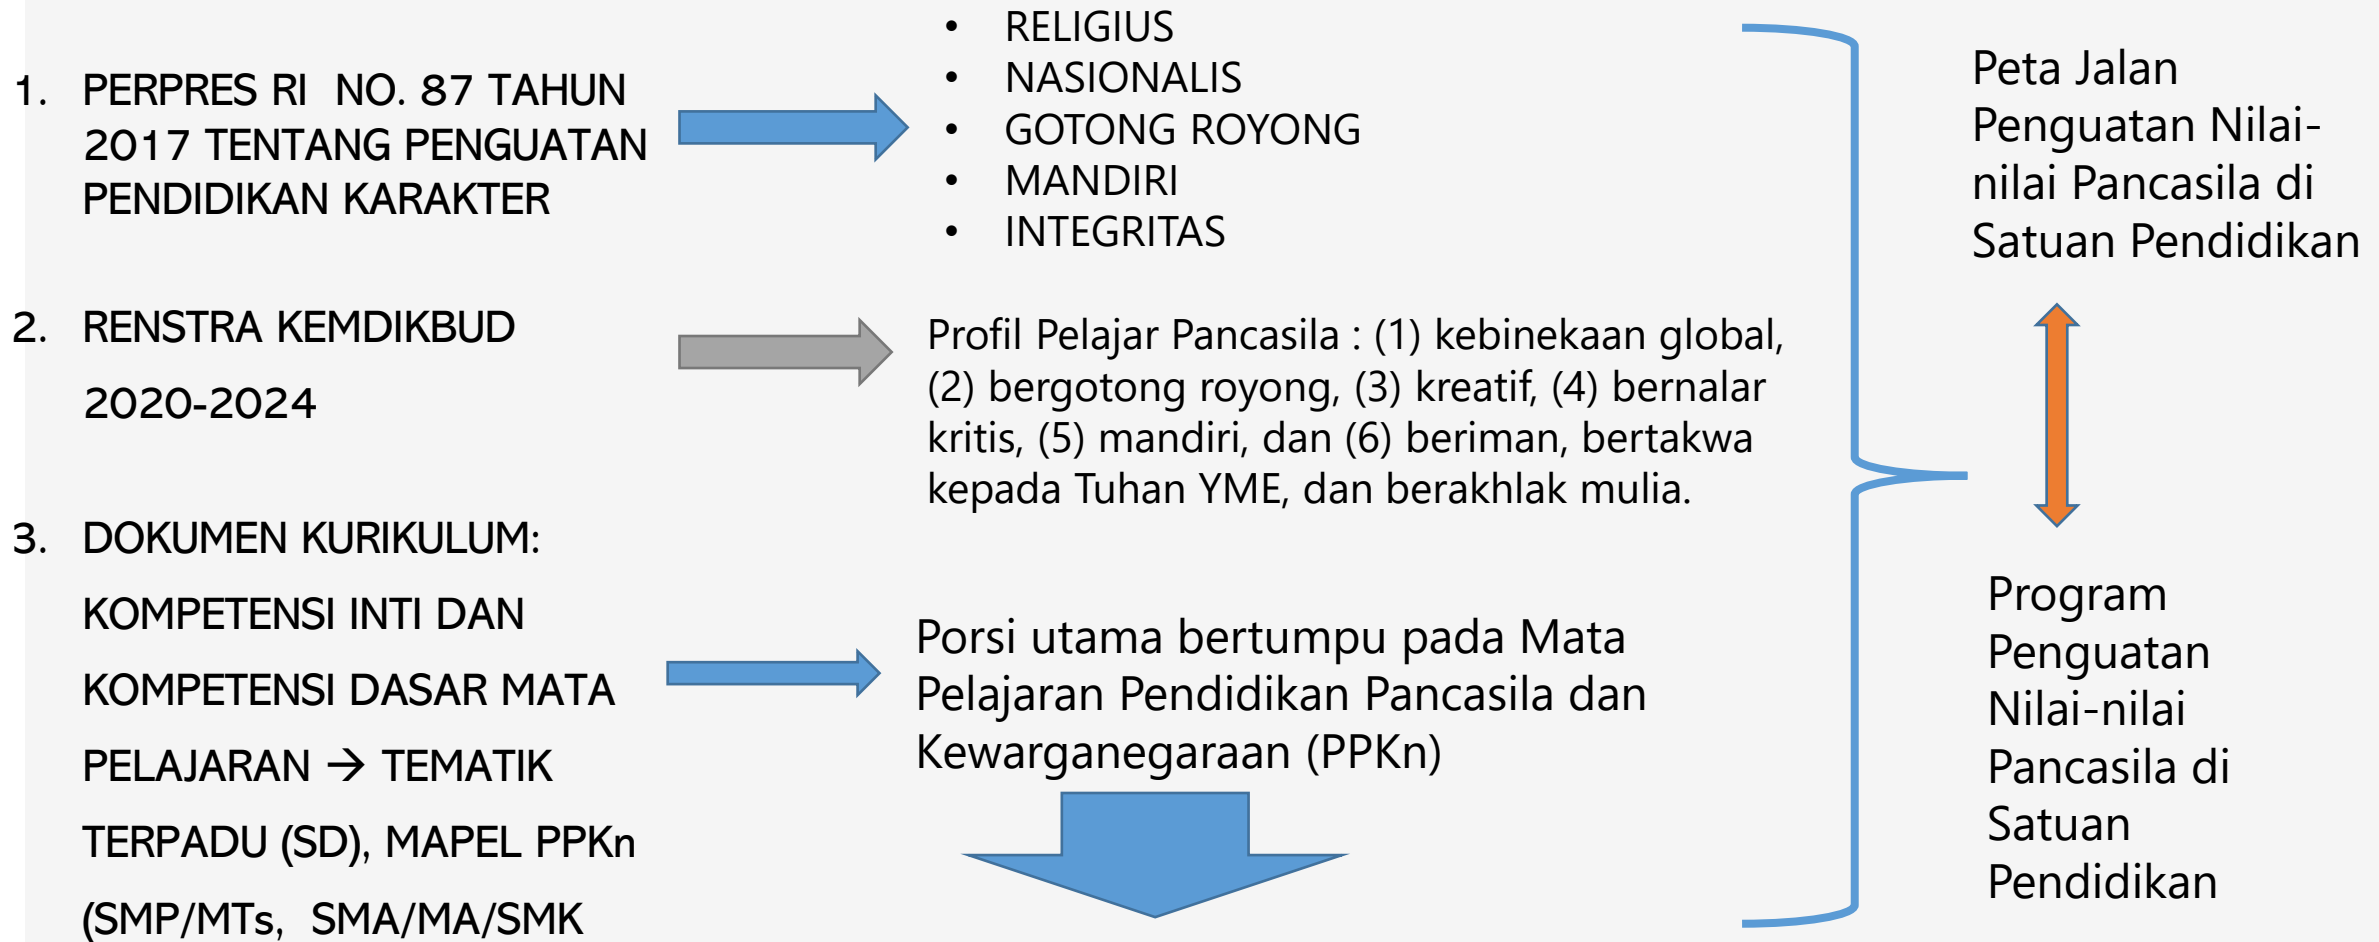 1. PERPRES RI NO. 87 TAHUN
2017 TENTANG PENGUATAN
PENDIDIKAN KARAKTER
• RELIGIUS
• NASIONALIS
• GOTONG ROYONG
• MANDIRI
• INTEGRITAS
2. RENSTRA KEMDIKBUD
2020-2024
Profil Pelajar Pancasila : (1) kebinekaan global,
(2) bergotong royong, (3) kreatif, (4) bernalar
kritis, (5) mandiri, dan (6) beriman, bertakwa
kepada Tuhan YME, dan berakhlak mulia.
3. DOKUMEN KURIKULUM:
KOMPETENSI INTI DAN
KOMPETENSI DASAR MATA
PELAJARAN → TEMATIK
TERPADU (SD), MAPEL PPKn
(SMP/MTs, SMA/MA/SMK
Porsi utama bertumpu pada Mata
Pelajaran Pendidikan Pancasila dan
Kewarganegaraan (PPKn)
Peta Jalan
Penguatan Nilai-
nilai Pancasila di
Satuan Pendidikan
Program
Penguatan
Nilai-nilai
Pancasila di
Satuan
Pendidikan